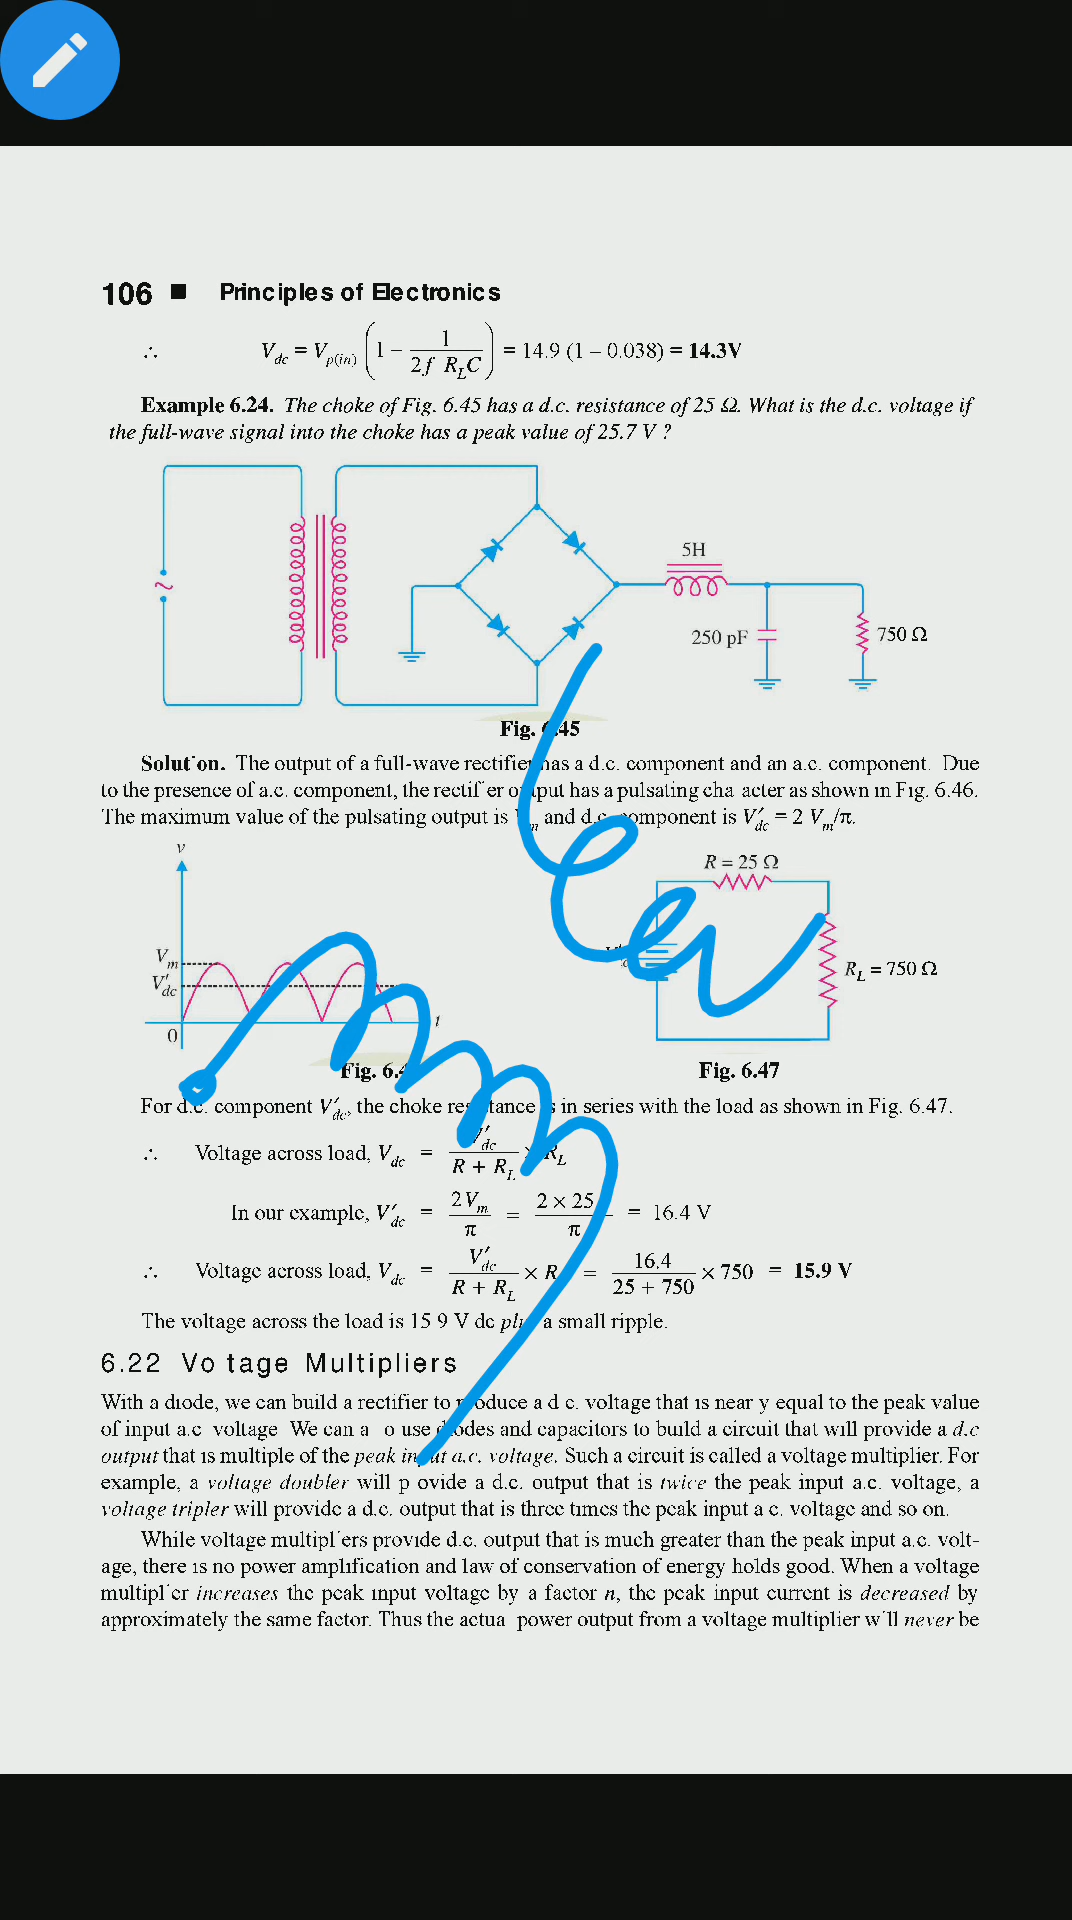 106 ■ Principles of Electronics
∴ V_dc = V_p(in) (1 – 1 / 2f R_L C) = 14.9 (1 – 0.038) = 14.3V
Example 6.24. The choke of Fig. 6.45 has a d.c. resistance of 25 Ω. What is the d.c. voltage if
the full-wave signal into the choke has a peak value of 25.7 V ?
5H
~
250 pF
750 Ω
Fig. 45
The output of a full-wave rectifier has a d.c. component and an a.c. component. Due
to the presence of a.c. component, the output has a pulsating as shown in Fig. 6.46.
The maximum value of the pulsating output is and d.c. component is V′_dc = 2 V_m/π.
v
R = 25 Ω
V_m
V′_dc
R_L = 750 Ω
0
t
Fig. 6.4
Fig. 6.47
For d.c. component V′_dc, the choke resistance is in series with the load as shown in Fig. 6.47.
∴ Voltage across load, V_dc = V′_dc / R + R_L × R_L
In our example, V′_dc = 2 V_m / π = 2 × 25 / π = 16.4 V
∴ Voltage across load, V_dc = V′_dc / R + R_L × R = 16.4 / 25 + 750 × 750 = 15.9 V
The voltage across the load is 15 9 V dc plus a small ripple.
6.22 Vo tage Multipliers
With a diode, we can build a rectifier to produce a d c. voltage that is near y equal to the peak value
of input a.c voltage We can a o use diodes and capacitors to build a circuit that will provide a d.c
output that is multiple of the peak input a.c. voltage. Such a circuit is called a voltage multiplier. For
example, a voltage doubler will p ovide a d.c. output that is twice the peak input a.c. voltage, a
voltage tripler will provide a d.c. output that is three times the peak input a c. voltage and so on.
While voltage multipliers provide d.c. output that is much greater than the peak input a.c. volt-
age, there is no power amplification and law of conservation of energy holds good. When a voltage
multiplier increases the peak input voltage by a factor n, the peak input current is decreased by
approximately the same factor. Thus the actua power output from a voltage multiplier will never be